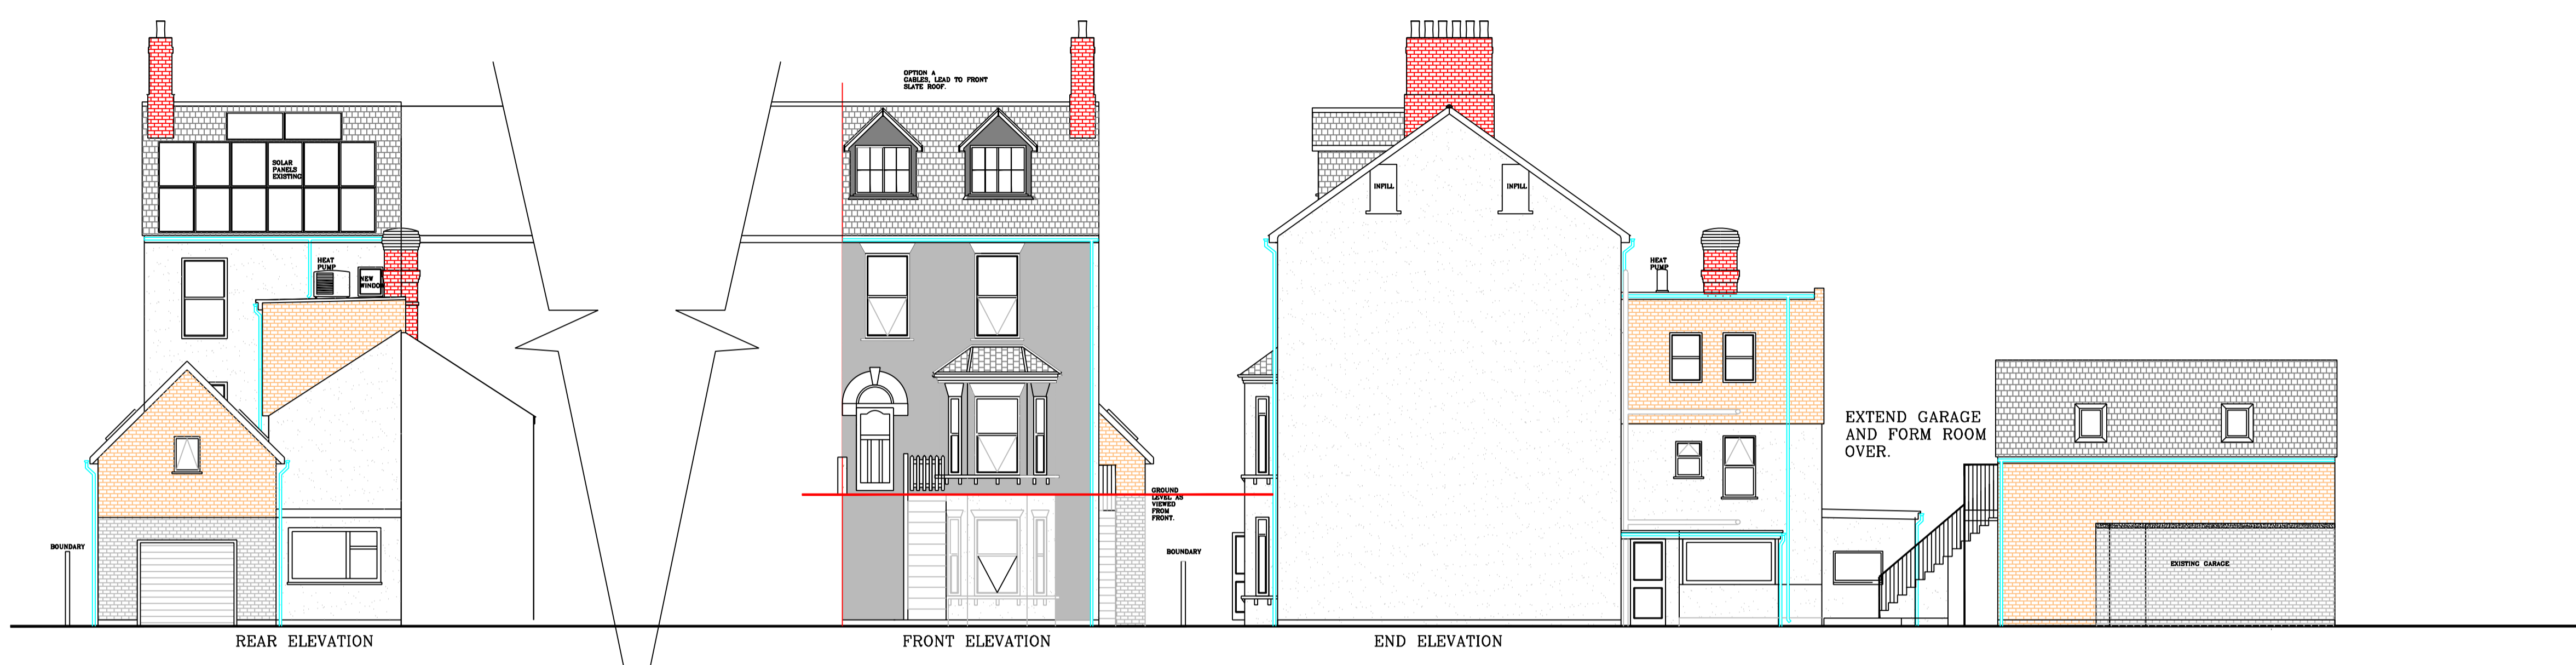 OPTION A
CABLES, LEAD TO FRONT
SLATE ROOF.
SOLAR
PANELS
EXISTING
HEAT
PUMP
NEW
WINDOW
BOUNDARY
REAR ELEVATION
GROUND
LEVEL AS
VIEWED
FROM
FRONT.
BOUNDARY
FRONT ELEVATION
INFILL
INFILL
HEAT
PUMP
END ELEVATION
EXTEND GARAGE
AND FORM ROOM
OVER.
EXISTING GARAGE